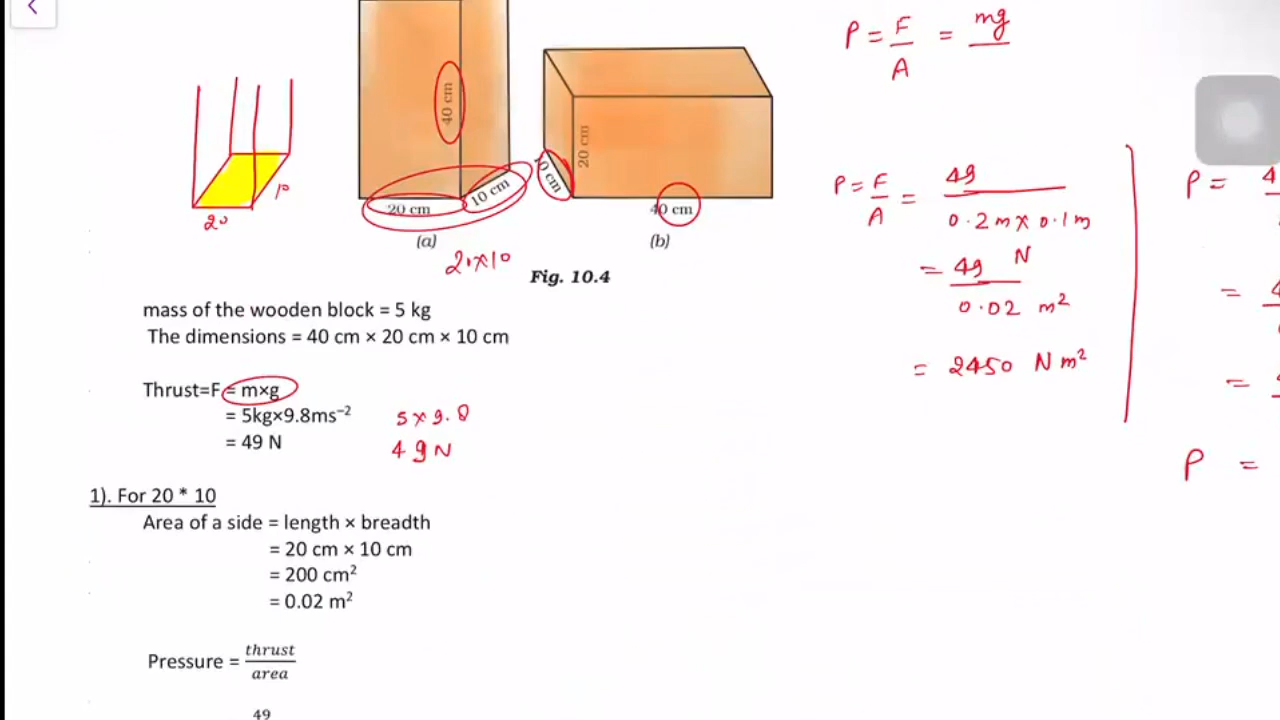 P = F/A = mg
40 cm
20 cm
10 cm
20 cm
10 cm
40 cm
20
10
(a)
(b)
20×10
Fig. 10.4
mass of the wooden block = 5 kg
The dimensions = 40 cm × 20 cm × 10 cm
Thrust=F = m×g
= 5kg×9.8ms⁻²
= 49 N
5 × 9.8
49 N
1). For 20 * 10
Area of a side = length × breadth
= 20 cm × 10 cm
= 200 cm²
= 0.02 m²
Pressure = thrust/area
49
P = F/A = 49/0.2 m × 0.1 m
= 49 N/0.02 m²
= 2450 N m²
P = 4
= 4
=
P =